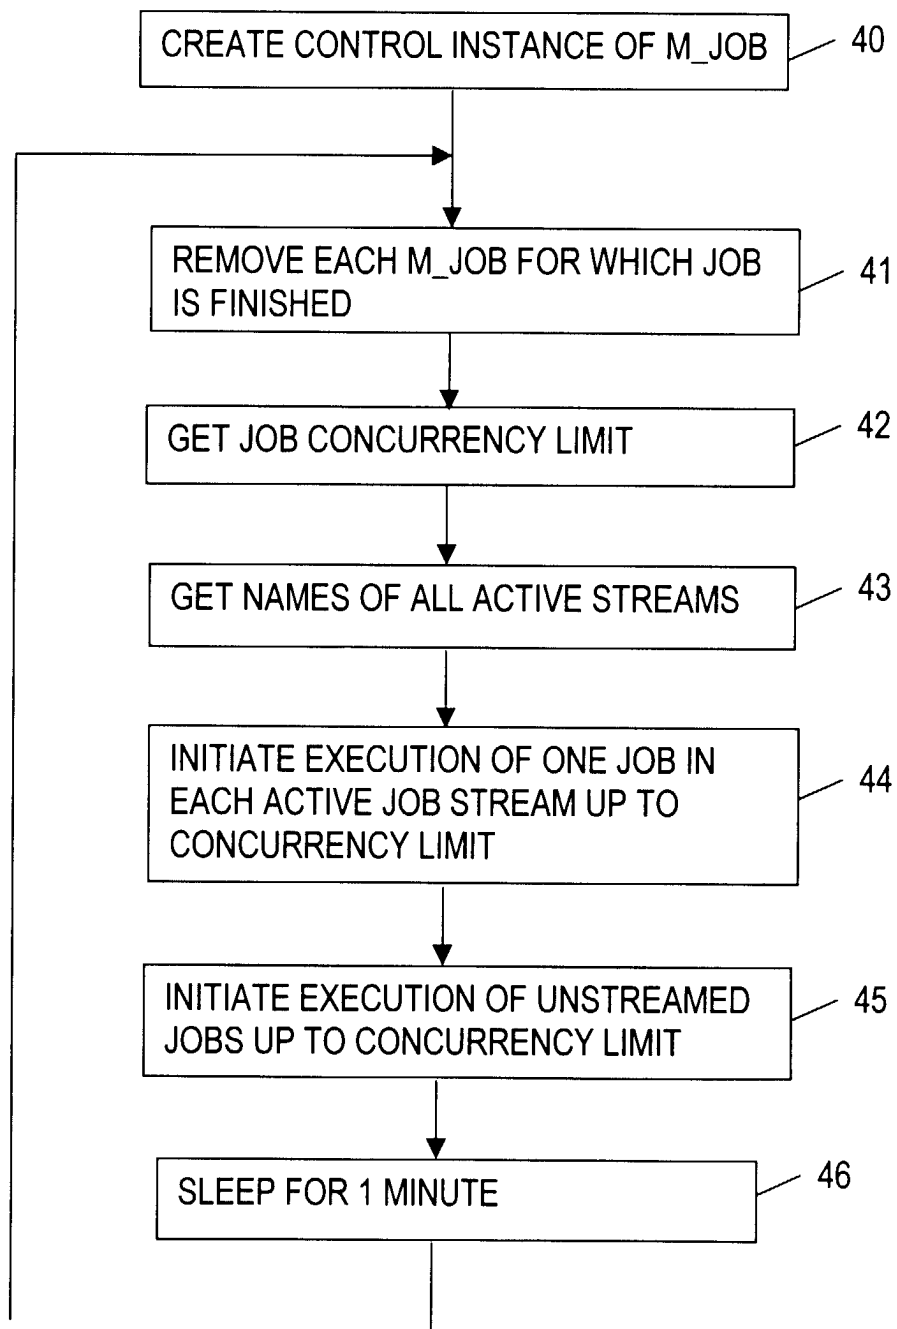 CREATE CONTROL INSTANCE OF M_JOB
40
REMOVE EACH M_JOB FOR WHICH JOB
IS FINISHED
41
GET JOB CONCURRENCY LIMIT
42
GET NAMES OF ALL ACTIVE STREAMS
43
INITIATE EXECUTION OF ONE JOB IN
EACH ACTIVE JOB STREAM UP TO
CONCURRENCY LIMIT
44
INITIATE EXECUTION OF UNSTREAMED
JOBS UP TO CONCURRENCY LIMIT
45
SLEEP FOR 1 MINUTE
46